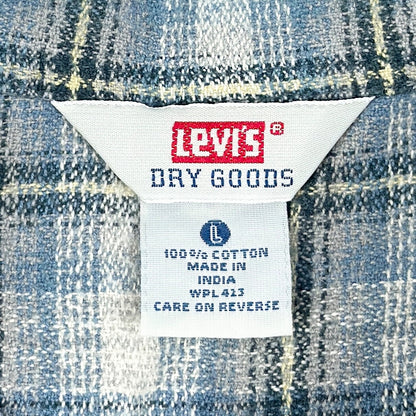 LEVI'S®
DRY GOODS
L
100% COTTON
MADE IN
INDIA
WPL 423
CARE ON REVERSE